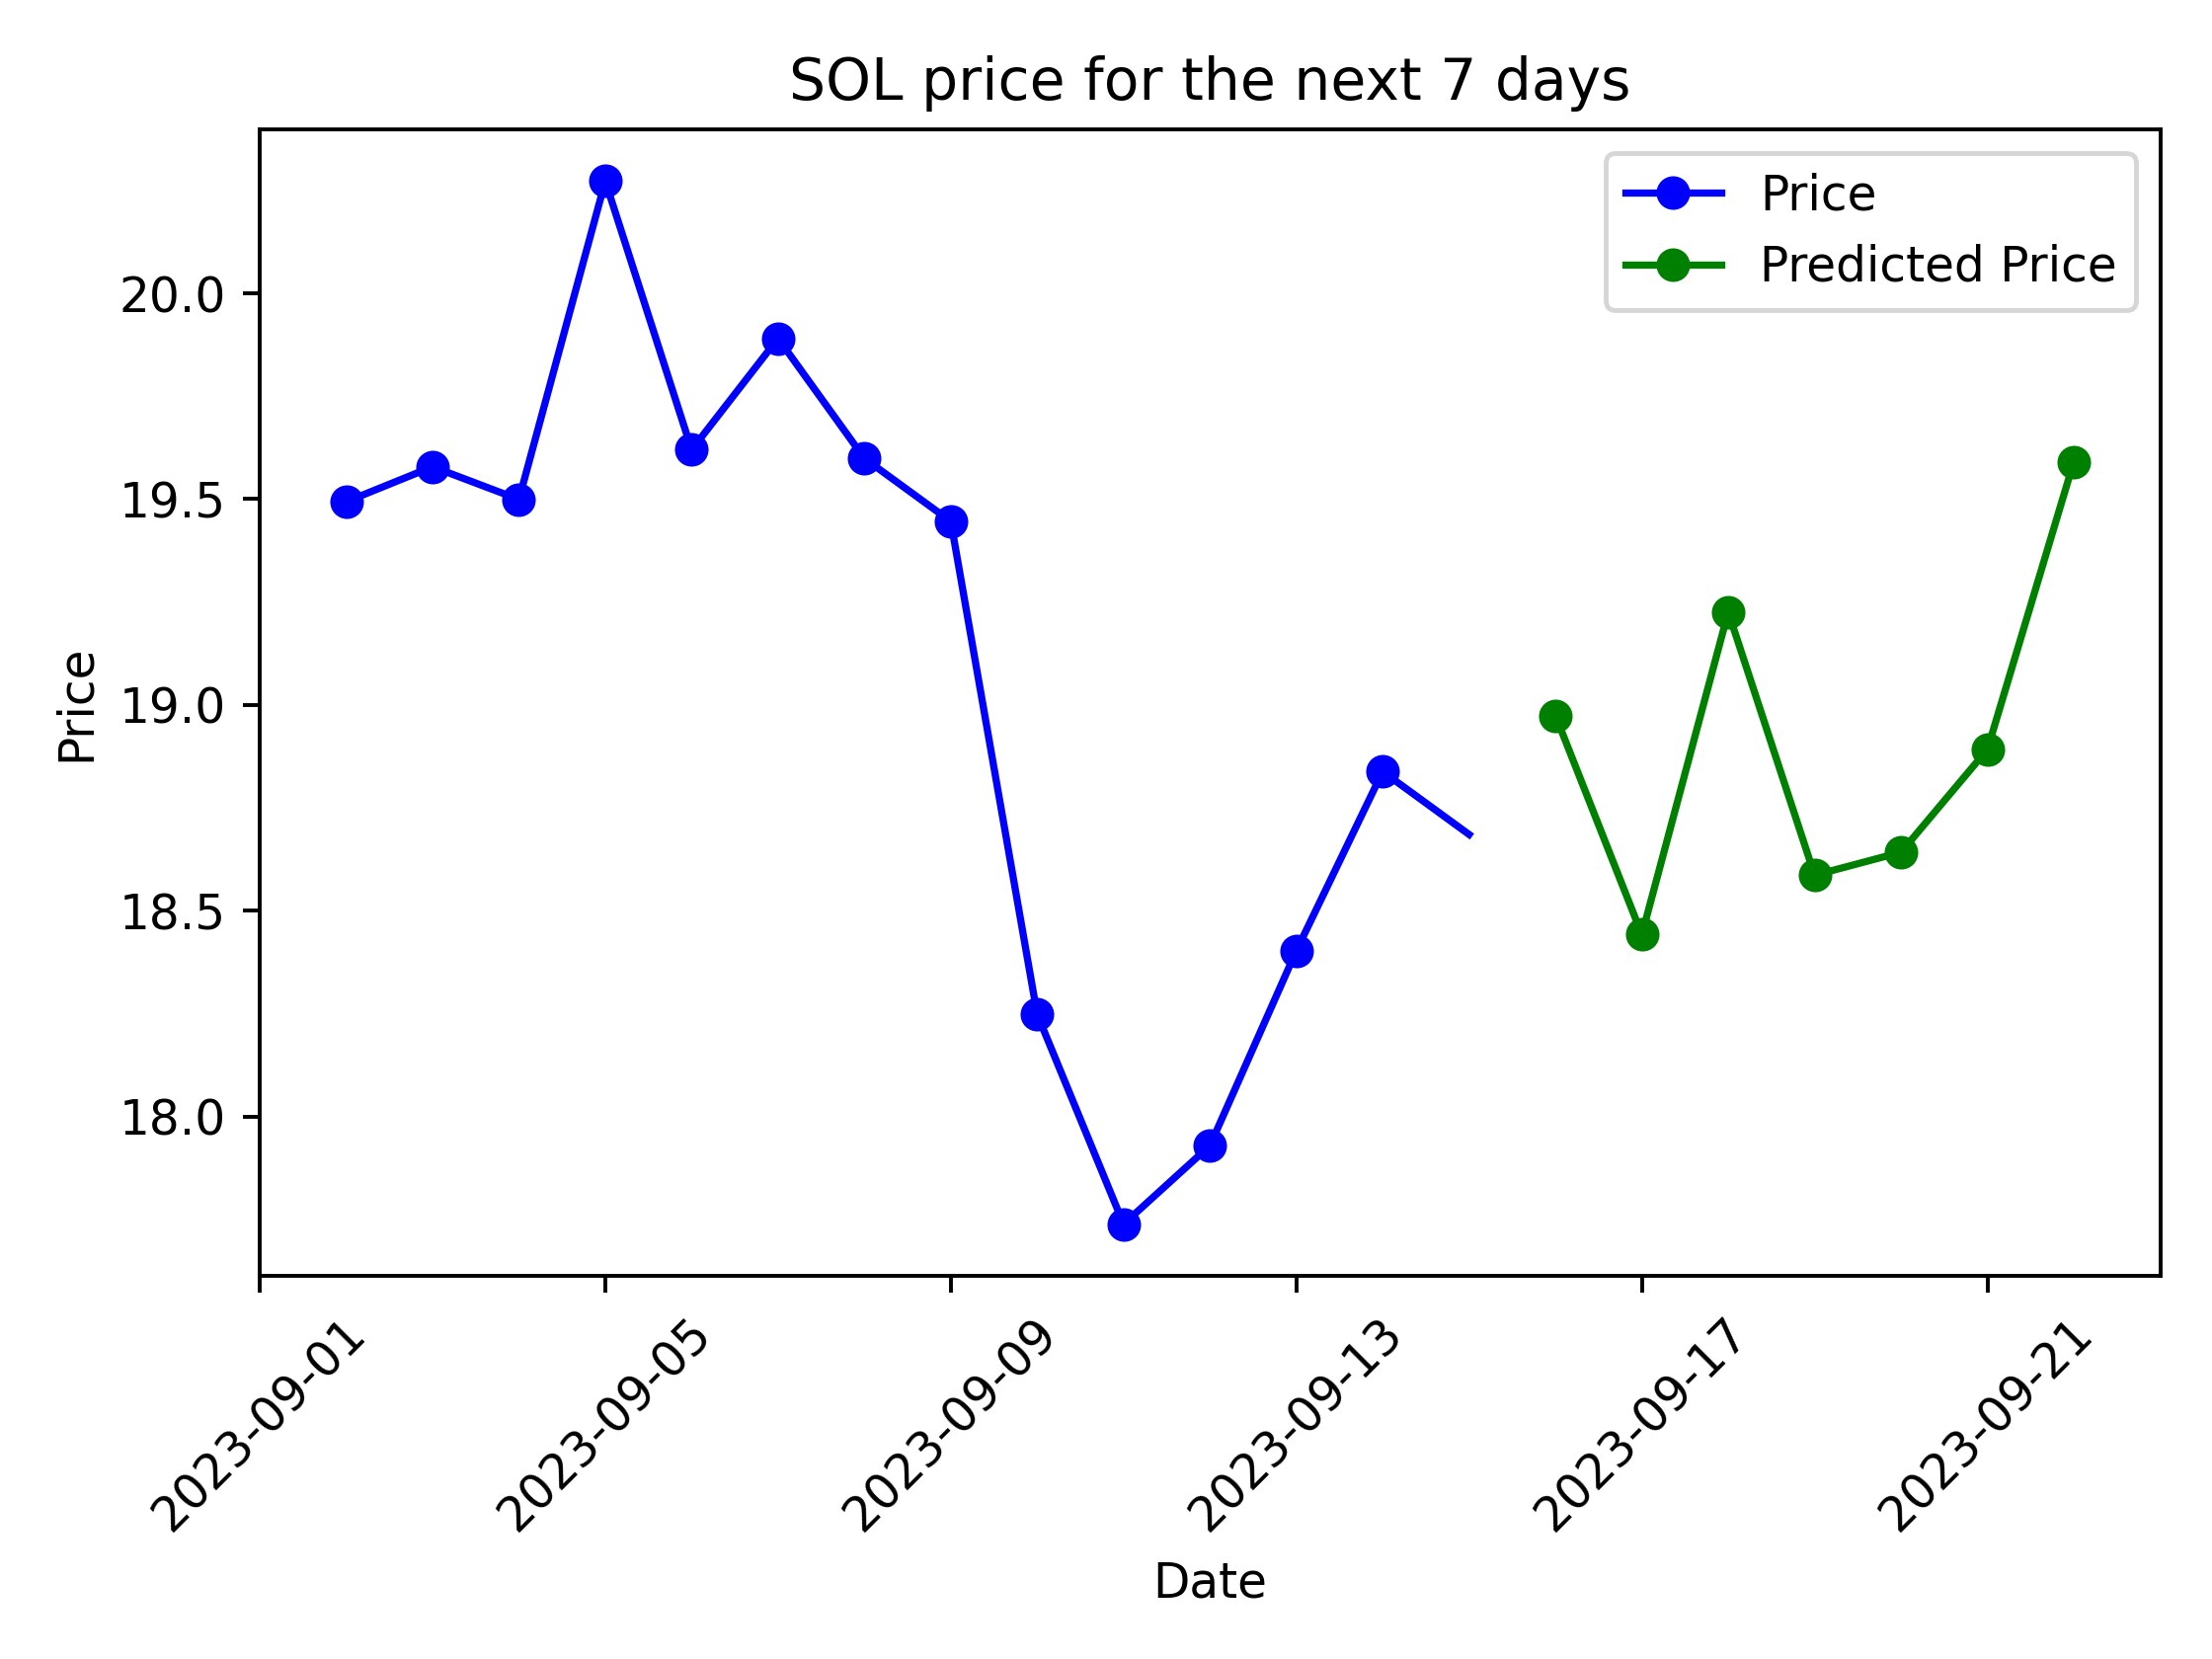 SOL price for the next 7 days
Price
Predicted Price
20.0
19.5
19.0
18.5
18.0
Price
2023-09-01
2023-09-05
2023-09-09
2023-09-13
2023-09-17
2023-09-21
Date